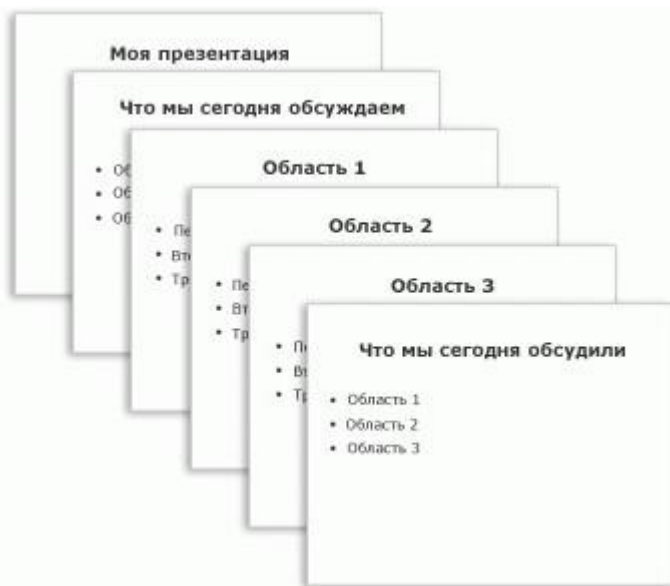 Моя презентация
Что мы сегодня обсуждаем
Область 1
Область 2
Область 3
Что мы сегодня обсудили
• Область 1
• Область 2
• Область 3